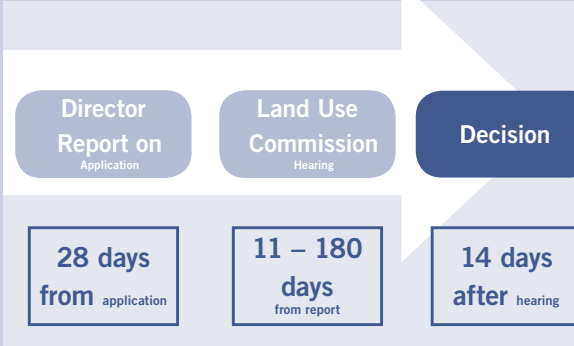 Director
Report on
Application
Land Use
Commission
Hearing
Decision
28 days
from application
11 – 180
days
from report
14 days
after hearing